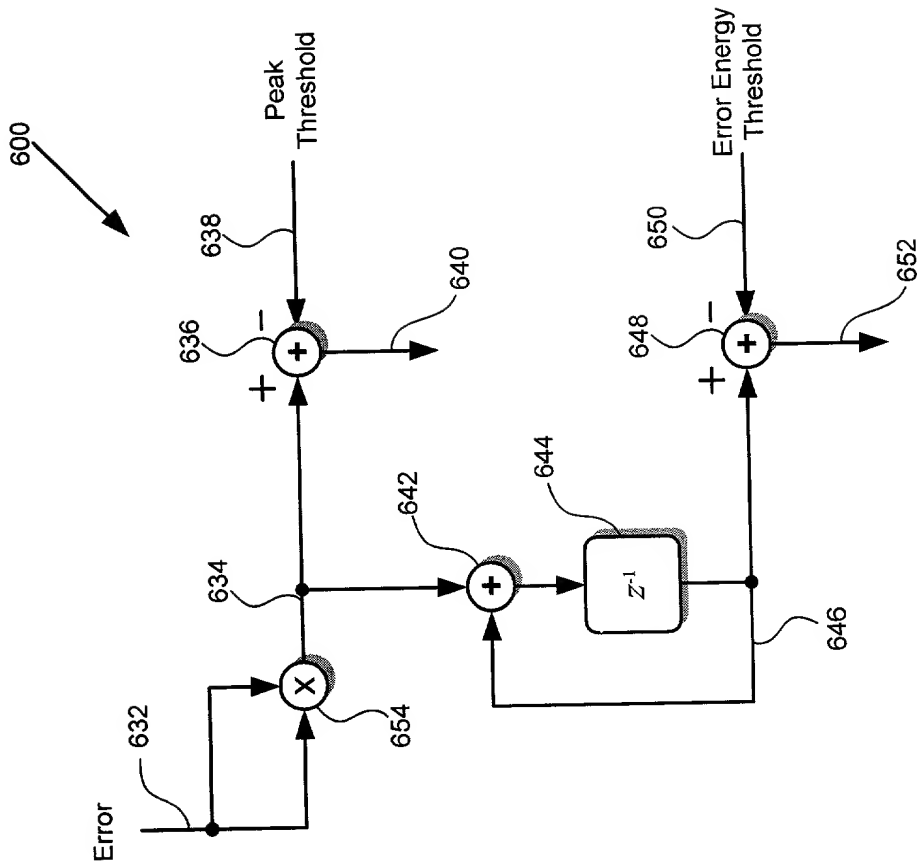 600
Error
632
654
634
+
636
−
638
Peak
Threshold
640
642
644
Z-1
646
+
648
−
650
Error Energy
Threshold
652
+
+
+
X